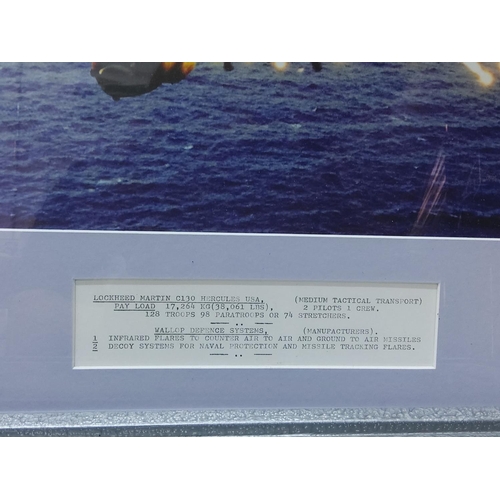 LOCKHEED MARTIN C130 HERCULES USA, (MEDIUM TACTICAL TRANSPORT)
PAY LOAD 17,264 KG(38,061 LBS), 2 PILOTS 1 CREW.
128 TROOPS 98 PARATROOPS OR 74 STRETCHERS.
WALLOP DEFENCE SYSTEMS, (MANUFACTURERS).
1 INFRARED FLARES TO COUNTER AIR TO AIR AND GROUND TO AIR MISSILES
2 DECOY SYSTEMS FOR NAVAL PROTECTION AND MISSILE TRACKING FLARES.